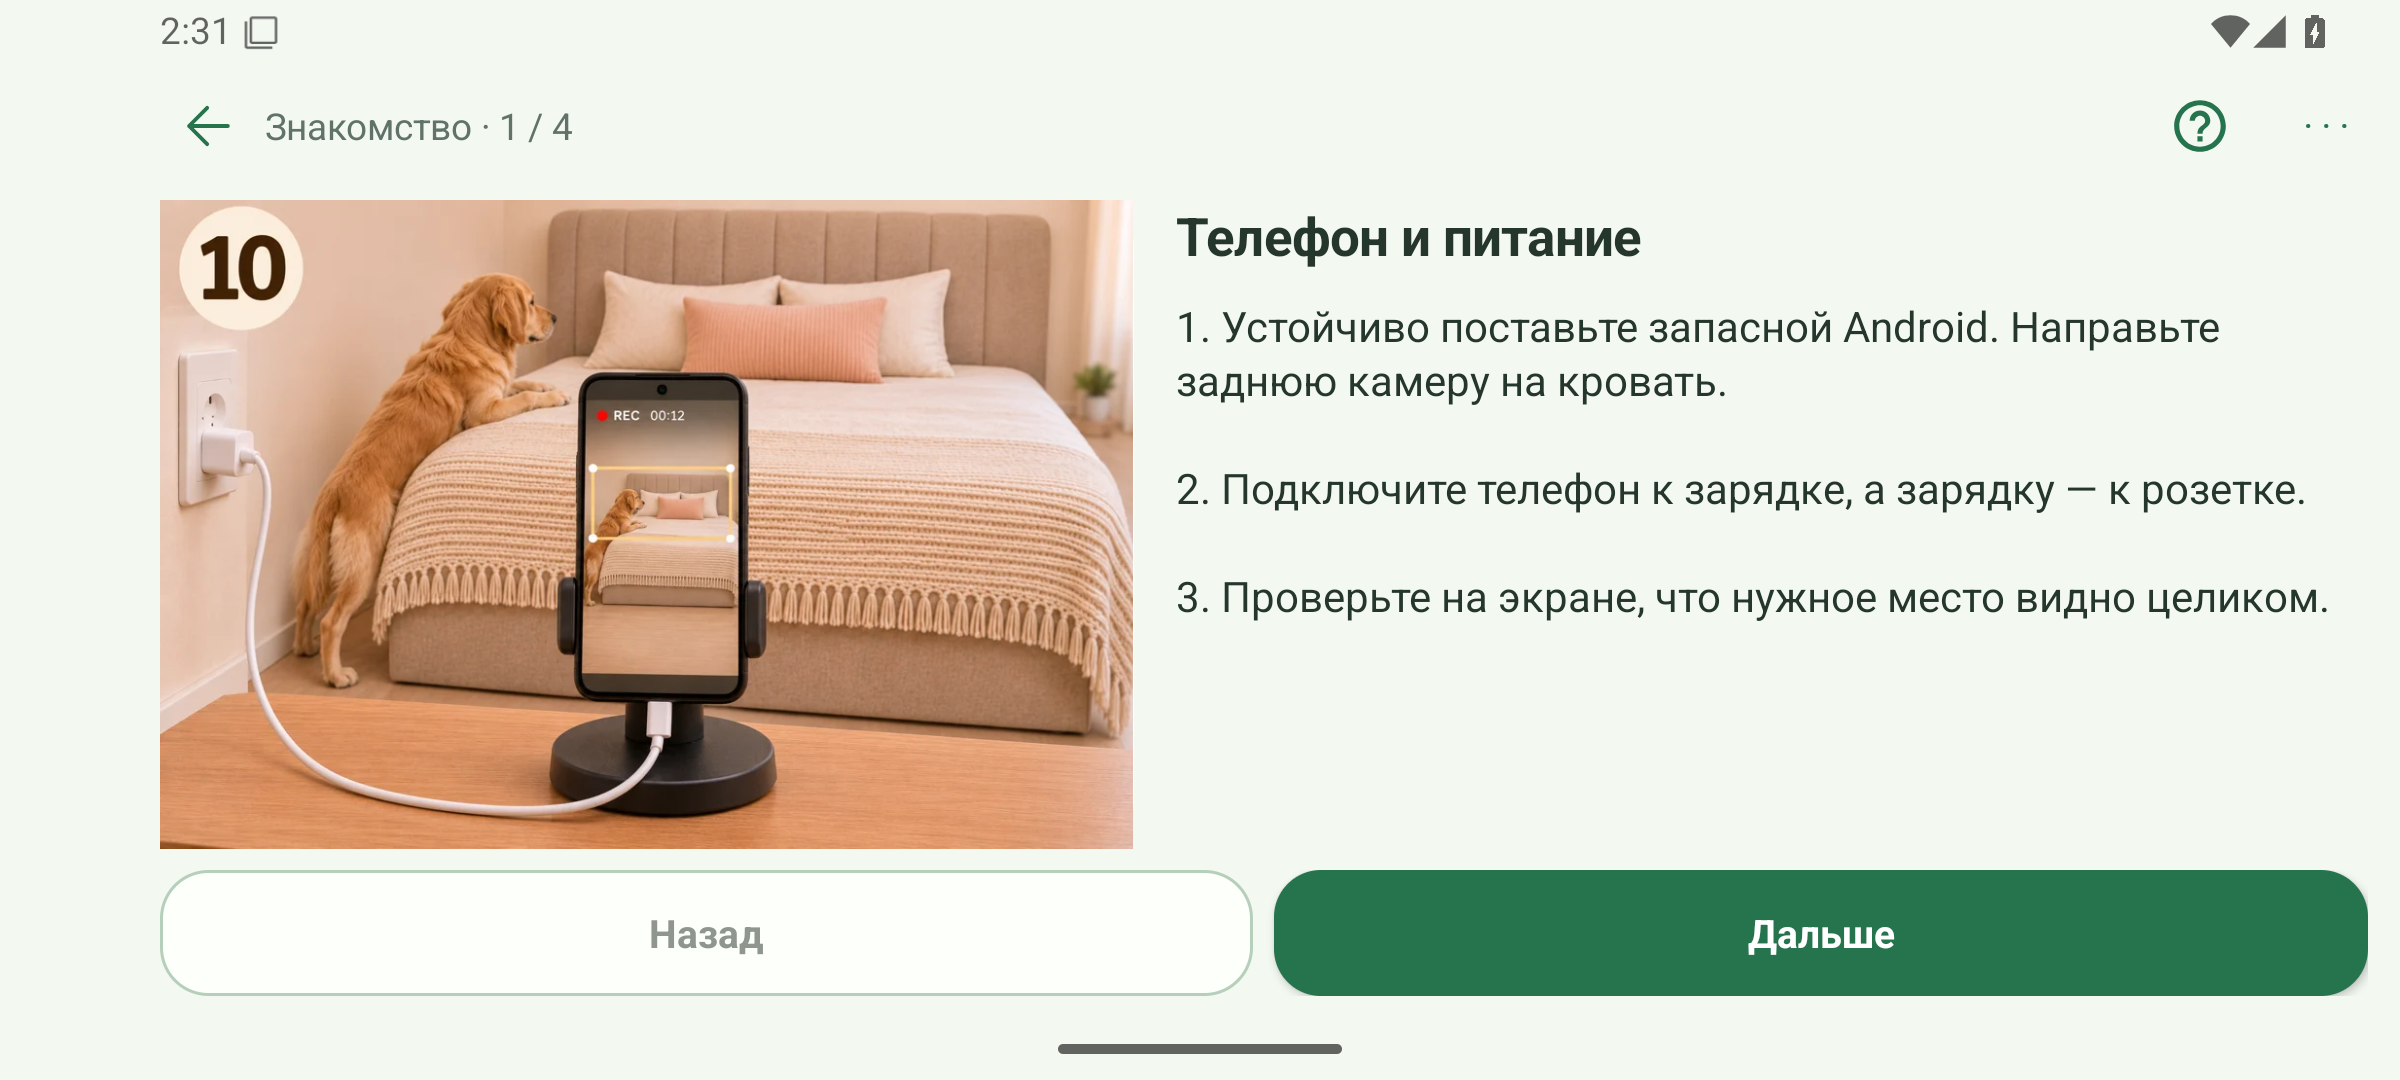 2:31
Знакомство · 1 / 4
10
REC 00:12
Телефон и питание
1. Устойчиво поставьте запасной Android. Направьте
заднюю камеру на кровать.
2. Подключите телефон к зарядке, а зарядку — к розетке.
3. Проверьте на экране, что нужное место видно целиком.
Назад
Дальше